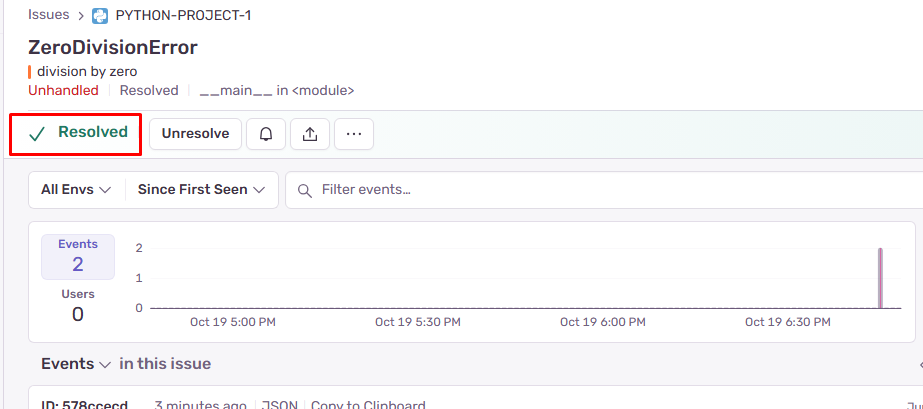 Issues > PYTHON-PROJECT-1
ZeroDivisionError
division by zero
Unhandled | Resolved | __main__ in <module>
Resolved Unresolve ...
All Envs Since First Seen Filter events...
Events
2
Users
0
2
1
0
Oct 19 5:00 PM Oct 19 5:30 PM Oct 19 6:00 PM Oct 19 6:30 PM
Events in this issue
ID: 578ccecd 3 minutes ago | JSON | Copy to Clipboard